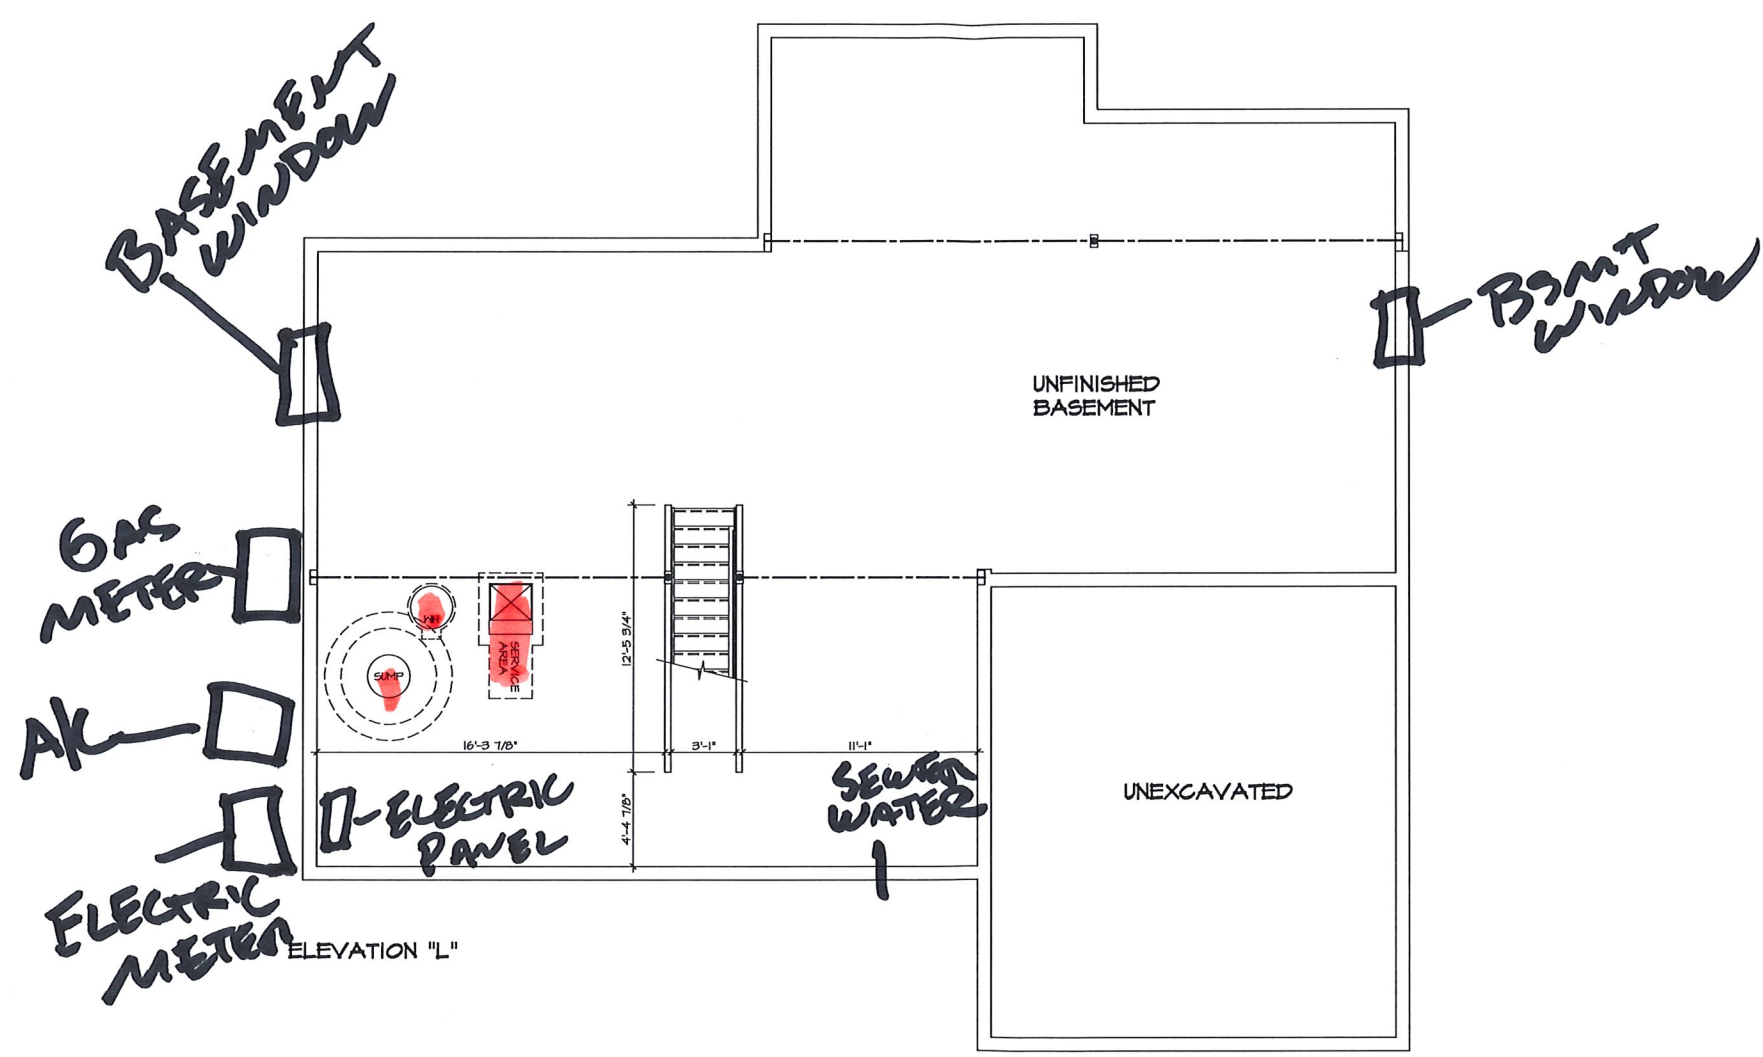 BASEMENT
WINDOW
BSMT
WINDOW
UNFINISHED
BASEMENT
GAS
METER
WH
SERVICE
AREA
SUMP
12'-5 3/4"
A/C
16'-3 7/8"
3'-1"
11'-1"
SEWER
WATER
UNEXCAVATED
ELECTRIC
PANEL
4'-4 7/8"
ELECTRIC
METER
ELEVATION "L"